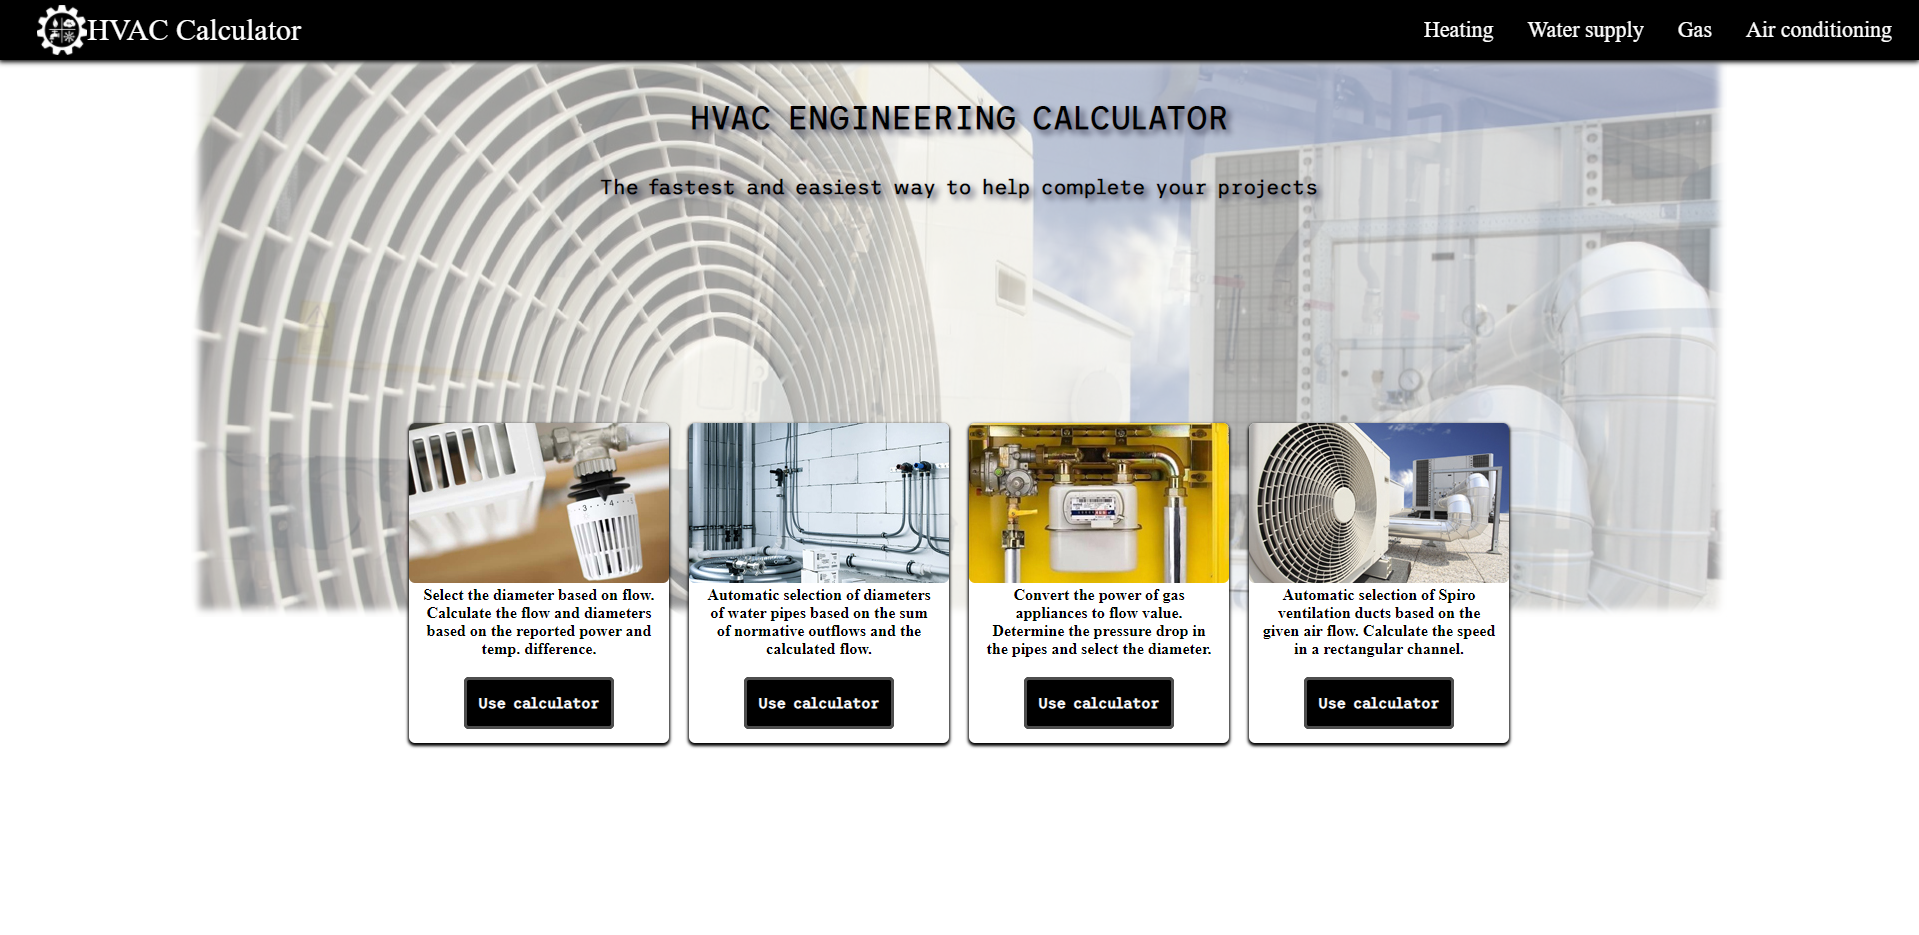 HVAC Calculator
Heating
Water supply
Gas
Air conditioning
HVAC ENGINEERING CALCULATOR
The fastest and easiest way to help complete your projects
Select the diameter based on flow.
Calculate the flow and diameters
based on the reported power and
temp. difference.
Use calculator
Automatic selection of diameters
of water pipes based on the sum
of normative outflows and the
calculated flow.
Use calculator
Convert the power of gas
appliances to flow value.
Determine the pressure drop in
the pipes and select the diameter.
Use calculator
Automatic selection of Spiro
ventilation ducts based on the
given air flow. Calculate the speed
in a rectangular channel.
Use calculator